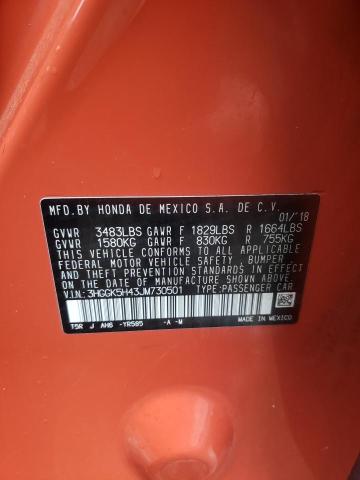 MFD.BY HONDA DE MEXICO S.A. DE C.V.
01/'18
GVWR 3483LBS GAWR F 1829LBS R 1664LBS
GVWR 1580KG GAWR F 830KG R 755KG
THIS VEHICLE CONFORMS TO ALL APPLICABLE
FEDERAL MOTOR VEHICLE SAFETY, BUMPER
AND THEFT PREVENTION STANDARDS IN EFFECT
ON THE DATE OF MANUFACTURE SHOWN ABOVE.
V.I.N.: 3HGGK5H43JM730501 TYPE:PASSENGER CAR
T5R J AH6 -YR585 -A -M
MADE IN MEXICO